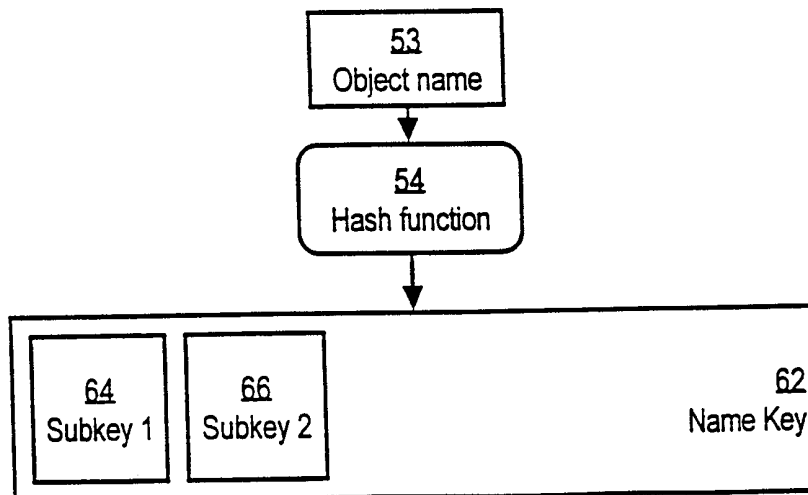 53
Object name
54
Hash function
64
Subkey 1
66
Subkey 2
62
Name Key